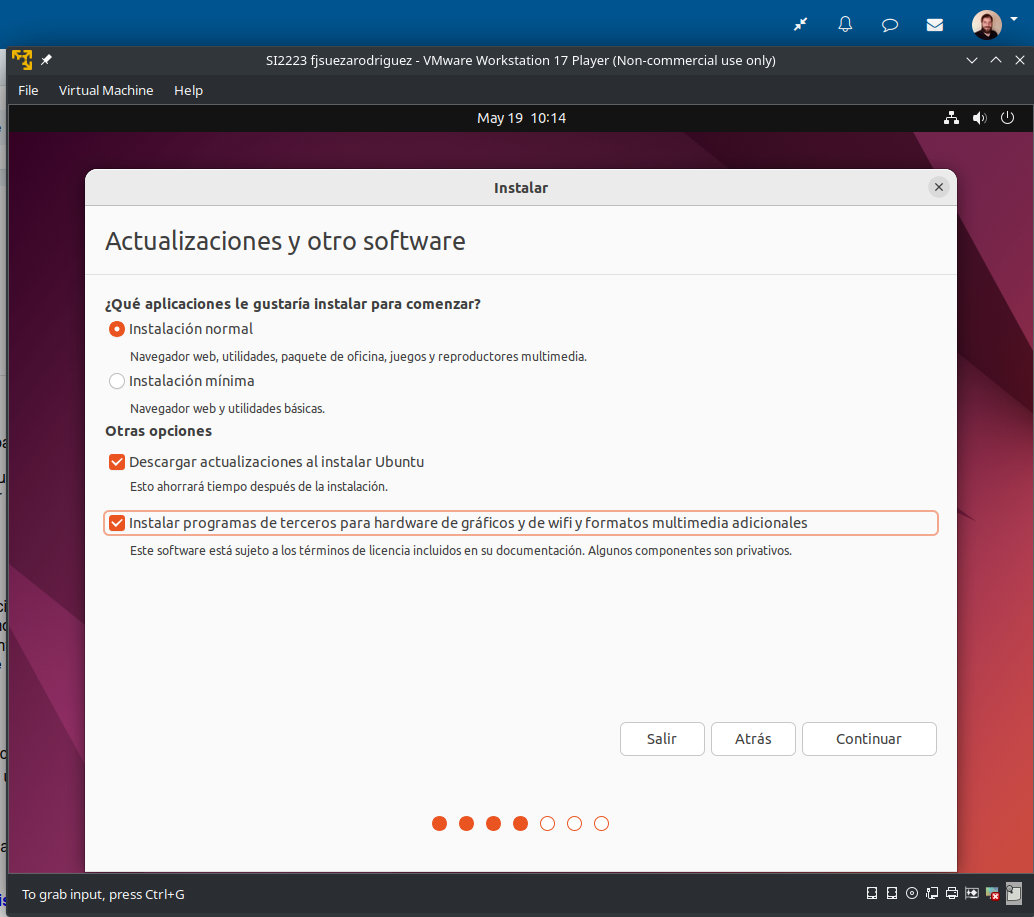 SI2223 fjsuezarodriguez - VMware Workstation 17 Player (Non-commercial use only)
File Virtual Machine Help
May 19 10:14
Instalar
Actualizaciones y otro software
¿Qué aplicaciones le gustaría instalar para comenzar?
Instalación normal
Navegador web, utilidades, paquete de oficina, juegos y reproductores multimedia.
Instalación mínima
Navegador web y utilidades básicas.
Otras opciones
Descargar actualizaciones al instalar Ubuntu
Esto ahorrará tiempo después de la instalación.
Instalar programas de terceros para hardware de gráficos y de wifi y formatos multimedia adicionales
Este software está sujeto a los términos de licencia incluidos en su documentación. Algunos componentes son privativos.
Salir Atrás Continuar
To grab input, press Ctrl+G